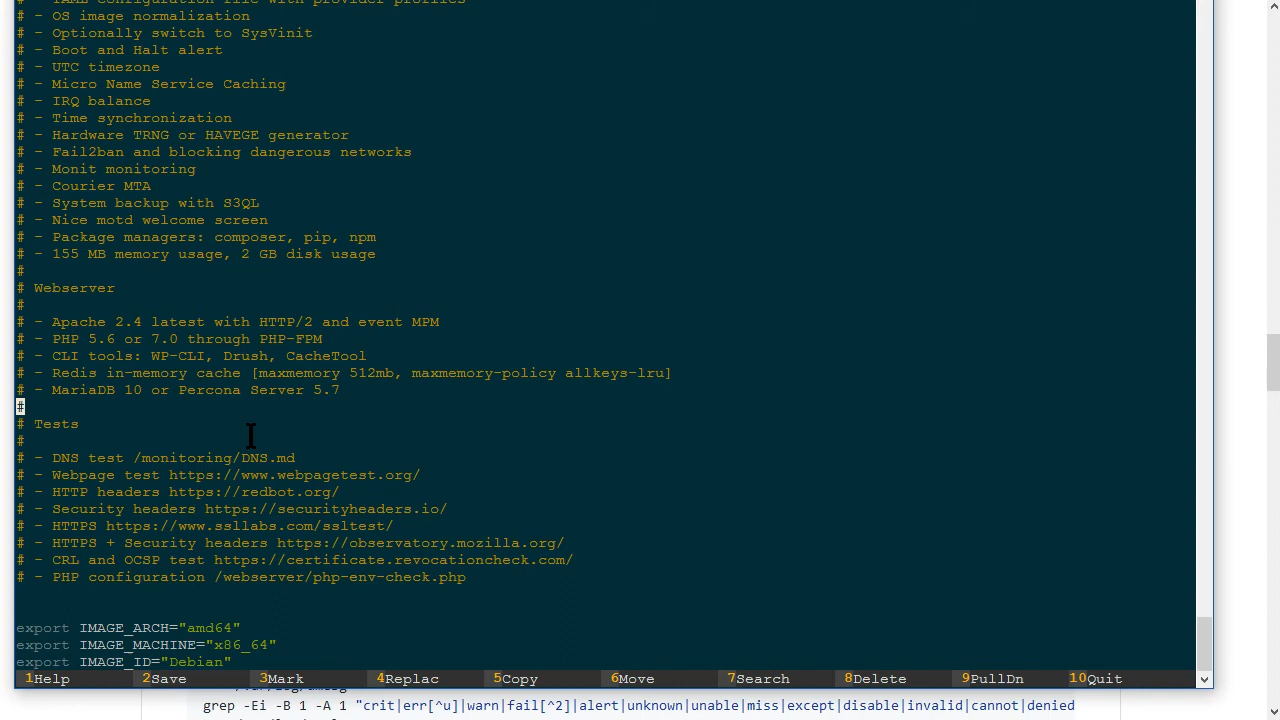 # - YAML configuration file with provider profiles
# - OS image normalization
# - Optionally switch to SysVinit
# - Boot and Halt alert
# - UTC timezone
# - Micro Name Service Caching
# - IRQ balance
# - Time synchronization
# - Hardware TRNG or HAVEGE generator
# - Fail2ban and blocking dangerous networks
# - Monit monitoring
# - Courier MTA
# - System backup with S3QL
# - Nice motd welcome screen
# - Package managers: composer, pip, npm
# - 155 MB memory usage, 2 GB disk usage
#
# Webserver
#
# - Apache 2.4 latest with HTTP/2 and event MPM
# - PHP 5.6 or 7.0 through PHP-FPM
# - CLI tools: WP-CLI, Drush, CacheTool
# - Redis in-memory cache [maxmemory 512mb, maxmemory-policy allkeys-lru]
# - MariaDB 10 or Percona Server 5.7
#
# Tests
#
# - DNS test /monitoring/DNS.md
# - Webpage test https://www.webpagetest.org/
# - HTTP headers https://redbot.org/
# - Security headers https://securityheaders.io/
# - HTTPS https://www.ssllabs.com/ssltest/
# - HTTPS + Security headers https://observatory.mozilla.org/
# - CRL and OCSP test https://certificate.revocationcheck.com/
# - PHP configuration /webserver/php-env-check.php
export IMAGE_ARCH="amd64"
export IMAGE_MACHINE="x86_64"
export IMAGE_ID="Debian"
1Help 2Save 3Mark 4Replac 5Copy 6Move 7Search 8Delete 9PullDn 10Quit
grep -Ei -B 1 -A 1 "crit|err[^u]|warn|fail[^2]|alert|unknown|unable|miss|except|disable|invalid|cannot|denied